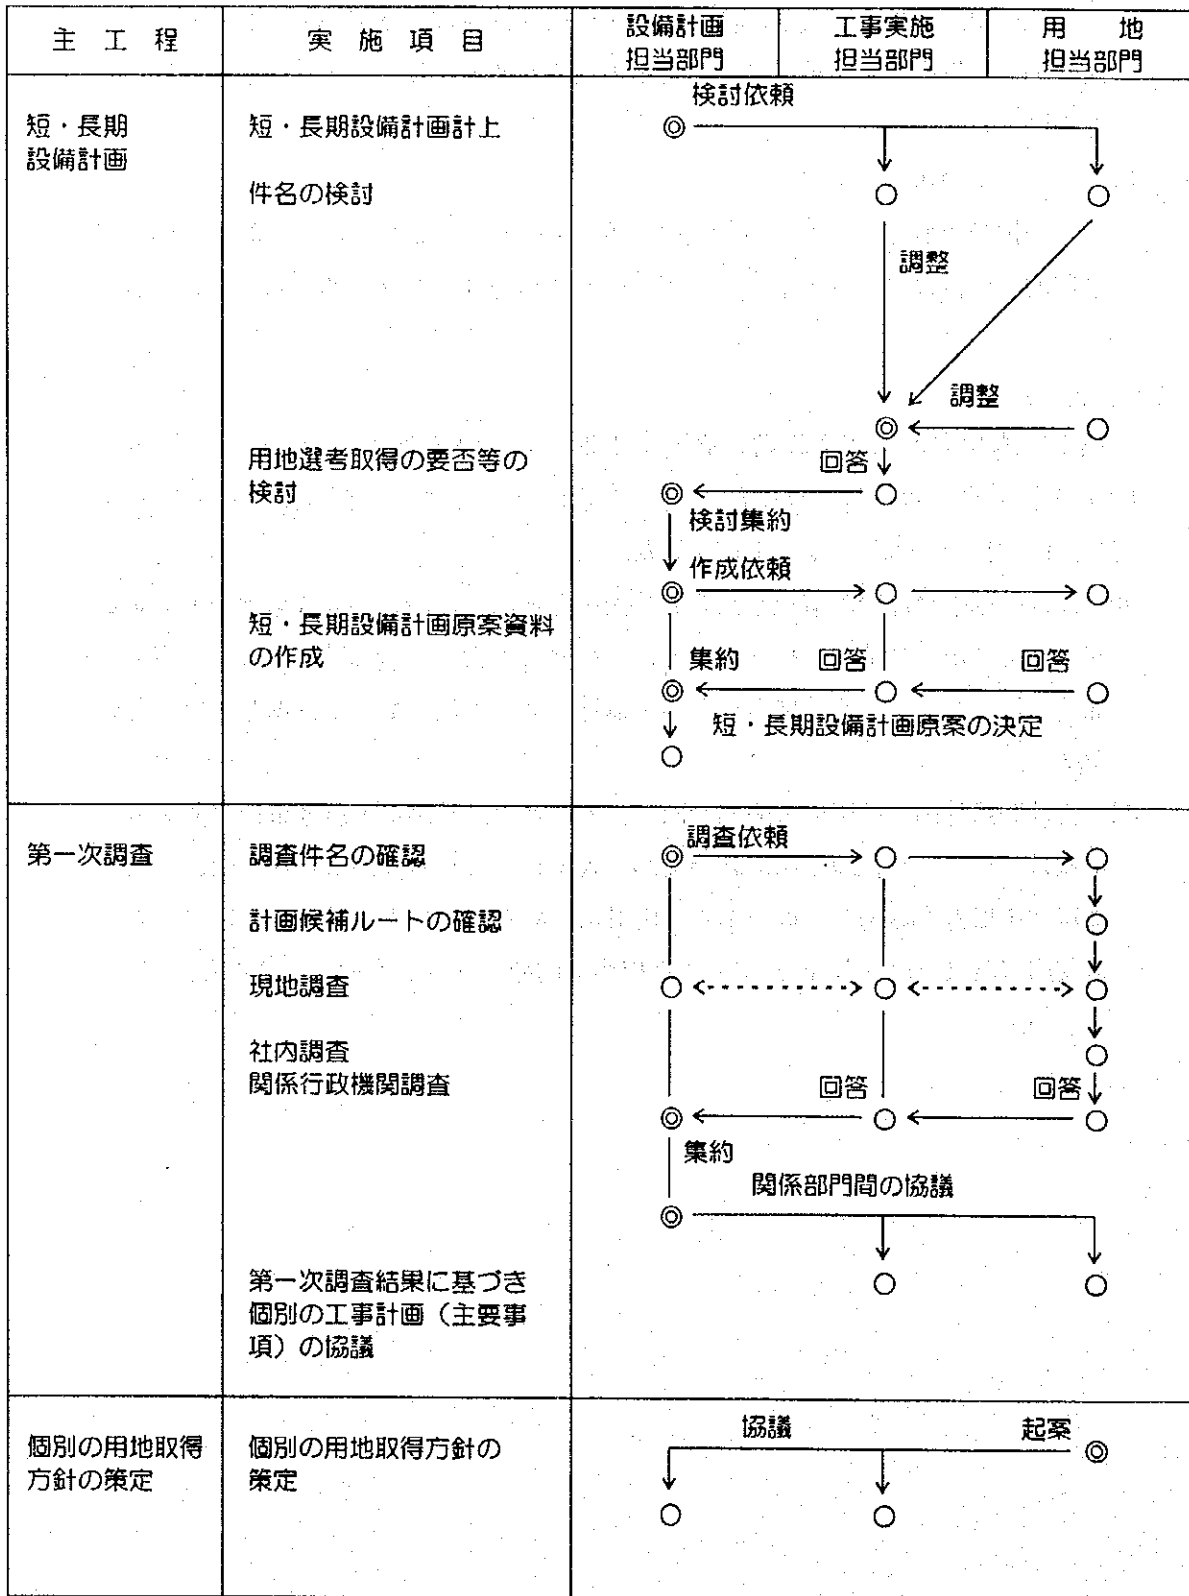 主工程
実施項目
設備計画
担当部門
工事実施
担当部門
用地
担当部門
検討依頼
短・長期
設備計画
短・長期設備計画計上
件名の検討
調整
調整
用地選考取得の要否等の
検討
回答
検討集約
作成依頼
短・長期設備計画原案資料
の作成
集約
回答
回答
短・長期設備計画原案の決定
第一次調査
調査件名の確認
調査依頼
計画候補ルートの確認
現地調査
社内調査
関係行政機関調査
回答
回答
集約
関係部門間の協議
第一次調査結果に基づき
個別の工事計画（主要事
項）の協議
個別の用地取得
方針の策定
個別の用地取得方針の
策定
協議
起案